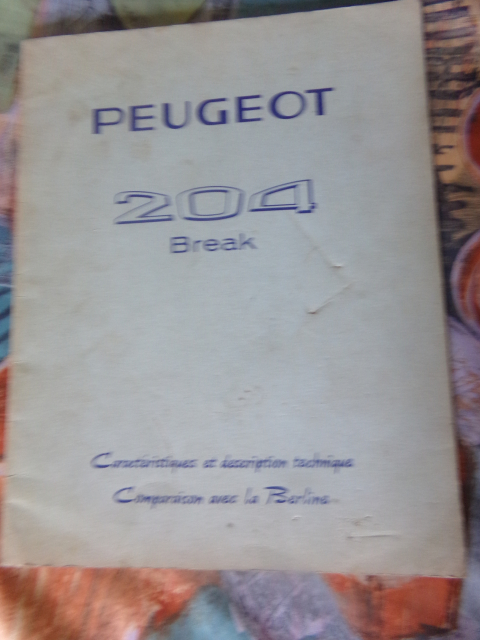 PEUGEOT
204
Break
Caractéristiques et description technique
Comparaison avec la Berline